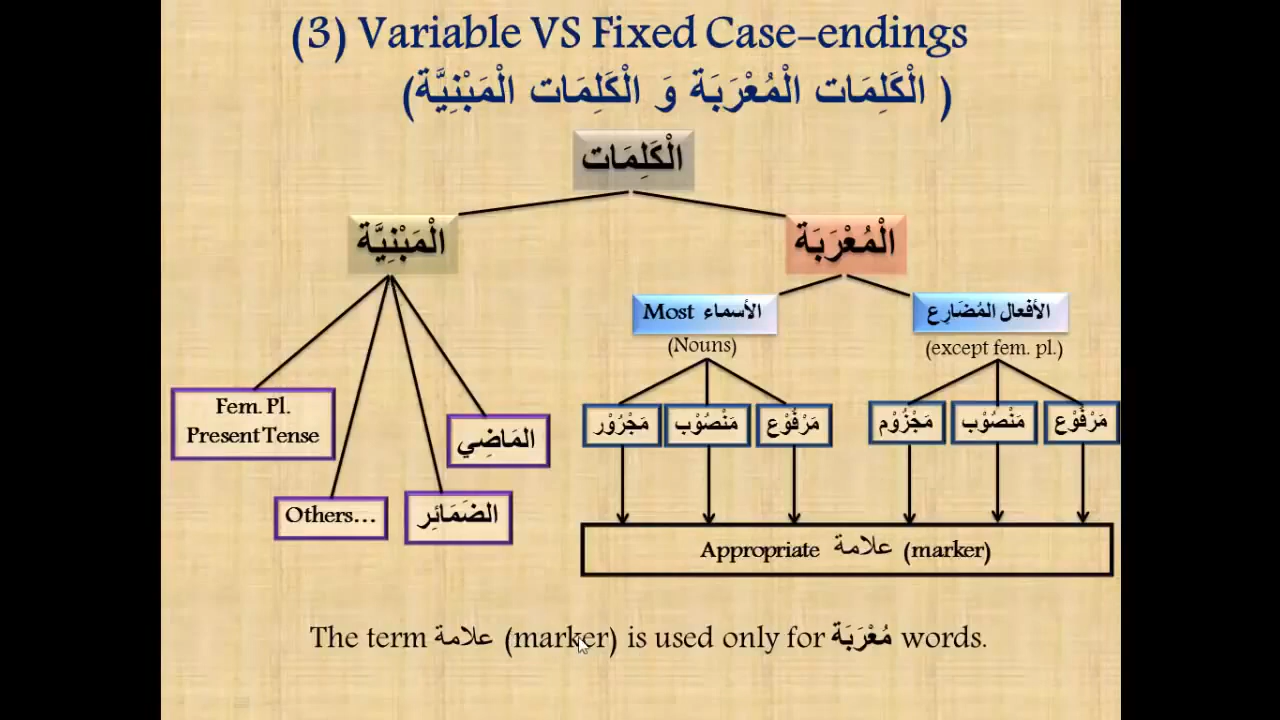 (3) Variable VS Fixed Case-endings
( الْكَلِمَات الْمُعْرَبَة وَ الْكَلِمَات الْمَبْنِيَّة)
الْكَلِمَات
الْمُعْرَبَة
الْمَبْنِيَّة
الأفعال المُضَارِع
(except fem. pl.)
Most الأسماء
(Nouns)
مَرْفُوْع
مَنْصُوْب
مَجْزُوْم
مَرْفُوْع
مَنْصُوْب
مَجْرُوْر
المَاضِي
الضَمَائِر
Others...
Fem. Pl.
Present Tense
Appropriate علامة (marker)
The term علامة (marker) is used only for مُعْرَبَة words.